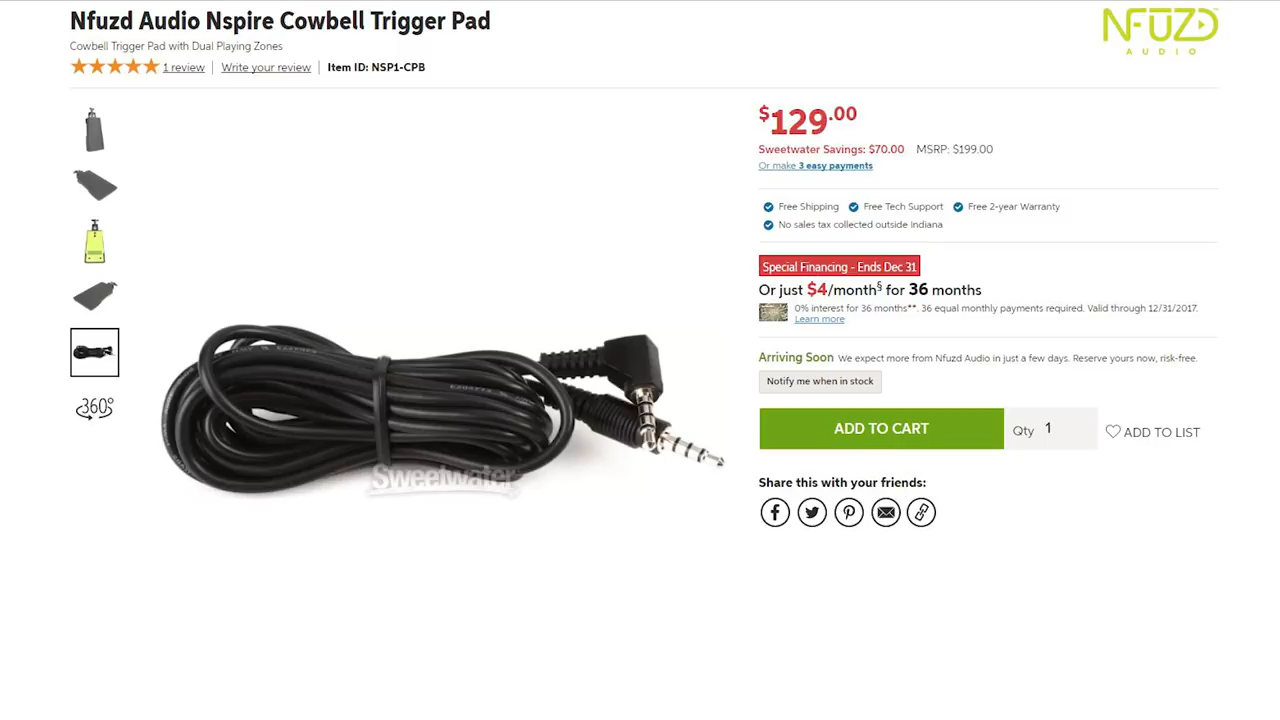 Nfuzd Audio Nspire Cowbell Trigger Pad
Cowbell Trigger Pad with Dual Playing Zones
1 review
Write your review
Item ID: NSP1-CPB
NFUZD
AUDIO
360°
Sweetwater
$129.00
Sweetwater Savings: $70.00 MSRP: $199.00
Or make 3 easy payments
Free Shipping Free Tech Support Free 2-year Warranty
No sales tax collected outside Indiana
Special Financing - Ends Dec 31
Or just $4/month§ for 36 months
0% interest for 36 months**. 36 equal monthly payments required. Valid through 12/31/2017.
Learn more
Arriving Soon We expect more from Nfuzd Audio in just a few days. Reserve yours now, risk-free.
Notify me when in stock
ADD TO CART Qty 1 ADD TO LIST
Share this with your friends: